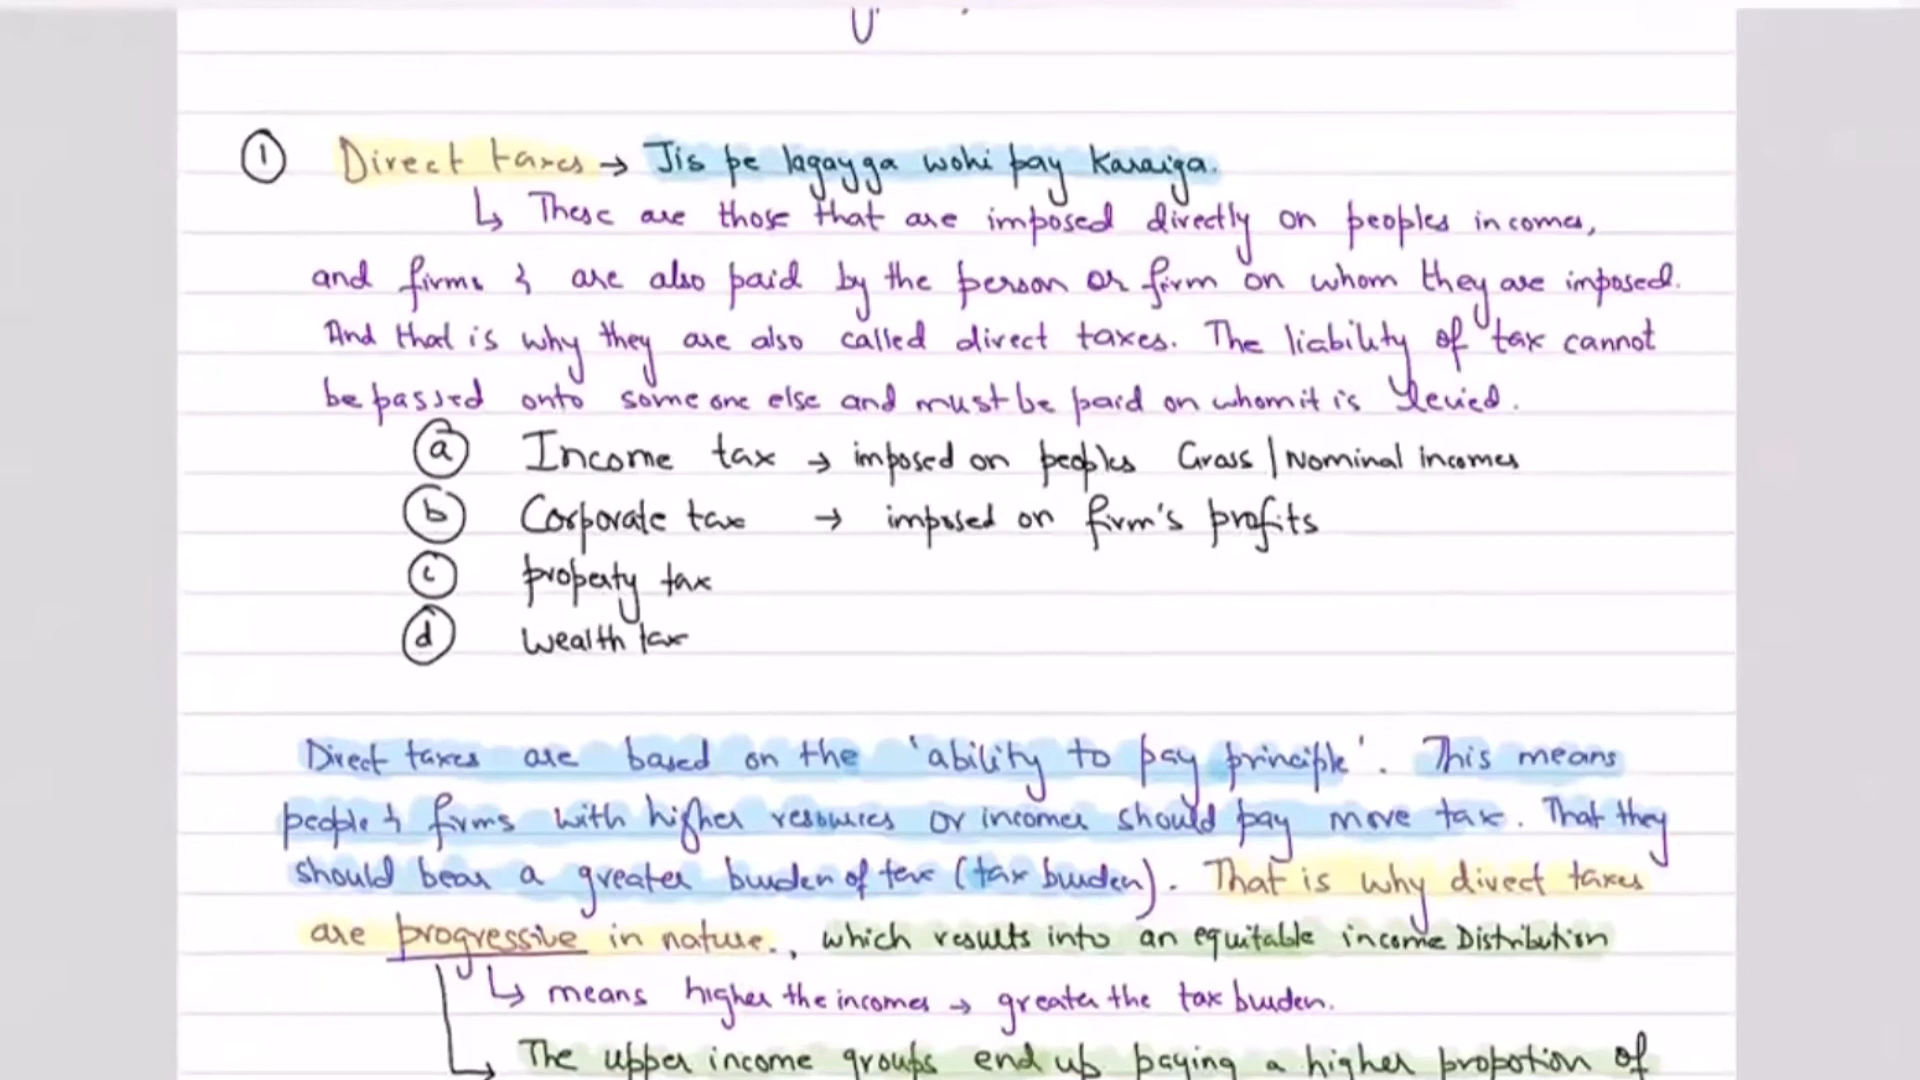 ① Direct taxes → Jis pe lagayga wohi pay Karaiga.
↳ These are those that are imposed directly on peoples incomes,
and firms & are also paid by the person or firm on whom they are imposed.
And that is why they are also called direct taxes. The liability of tax cannot
be passed onto someone else and must be paid on whom it is levied.
ⓐ Income tax → imposed on peoples Gross | Nominal incomes
ⓑ Corporate tax → imposed on firm's profits
ⓒ property tax
ⓓ Wealth tax
Direct taxes are based on the 'ability to pay principle'. This means
people & firms with higher resources or incomes should pay more tax. That they
should bear a greater burden of tax (tax burden). That is why direct taxes
are progressive in nature., which results into an equitable income Distribution
↳ means higher the incomes → greater the tax burden.
↳ The upper income groups end up paying a higher propotion of